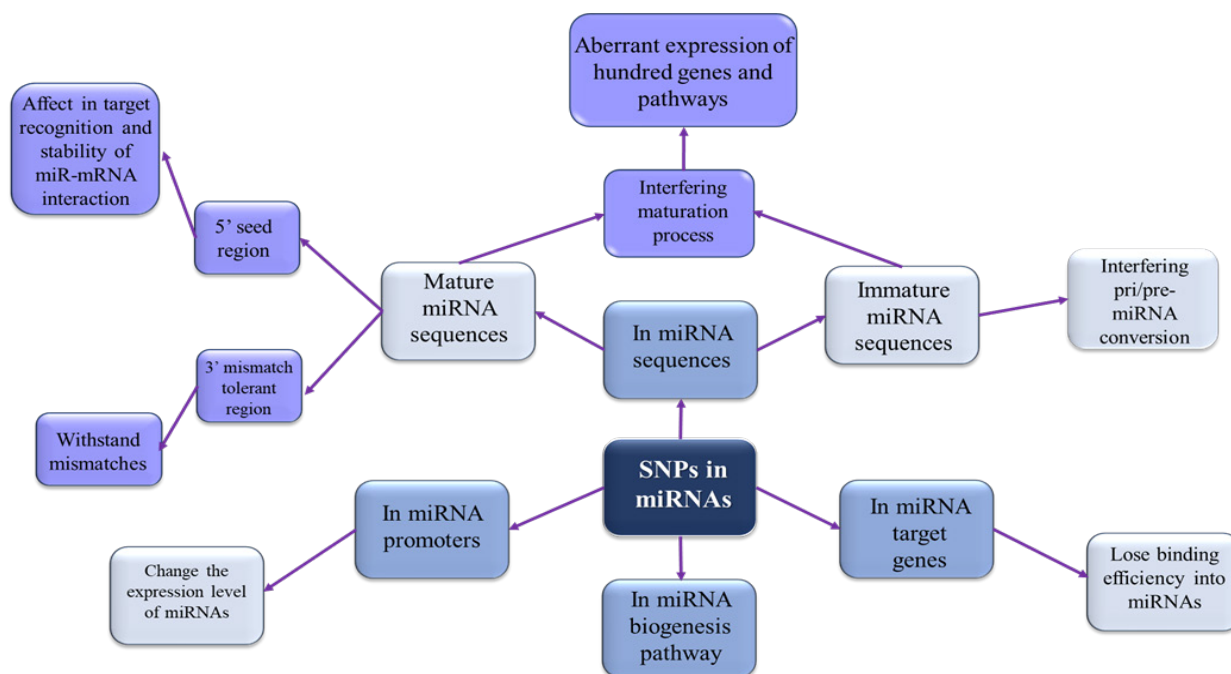 Aberrant expression of
hundred genes and
pathways
Affect in target
recognition and
stability of
miR-mRNA
interaction
5’ seed
region
Interfering
maturation
process
Mature
miRNA
sequences
Immature
miRNA
sequences
Interfering
pri/pre-
miRNA
conversion
In miRNA
sequences
3’ mismatch
tolerant
region
Withstand
mismatches
SNPs in
miRNAs
In miRNA
promoters
In miRNA
target
genes
Change the
expression level
of miRNAs
In miRNA
biogenesis
pathway
Lose binding
efficiency into
miRNAs